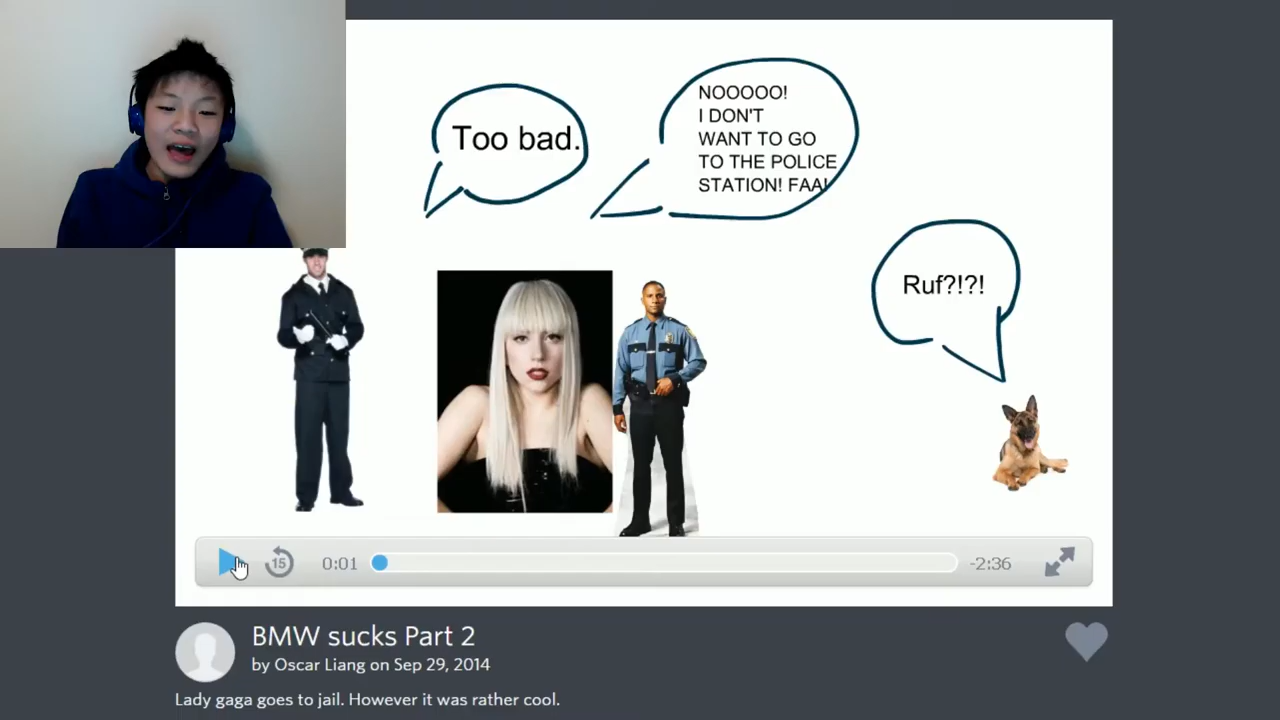 Too bad.
NOOOOO!
I DON'T
WANT TO GO
TO THE POLICE
STATION! FAA!
Ruf?!?!
15
0:01
-2:36
BMW sucks Part 2
by Oscar Liang on Sep 29, 2014
Lady gaga goes to jail. However it was rather cool.